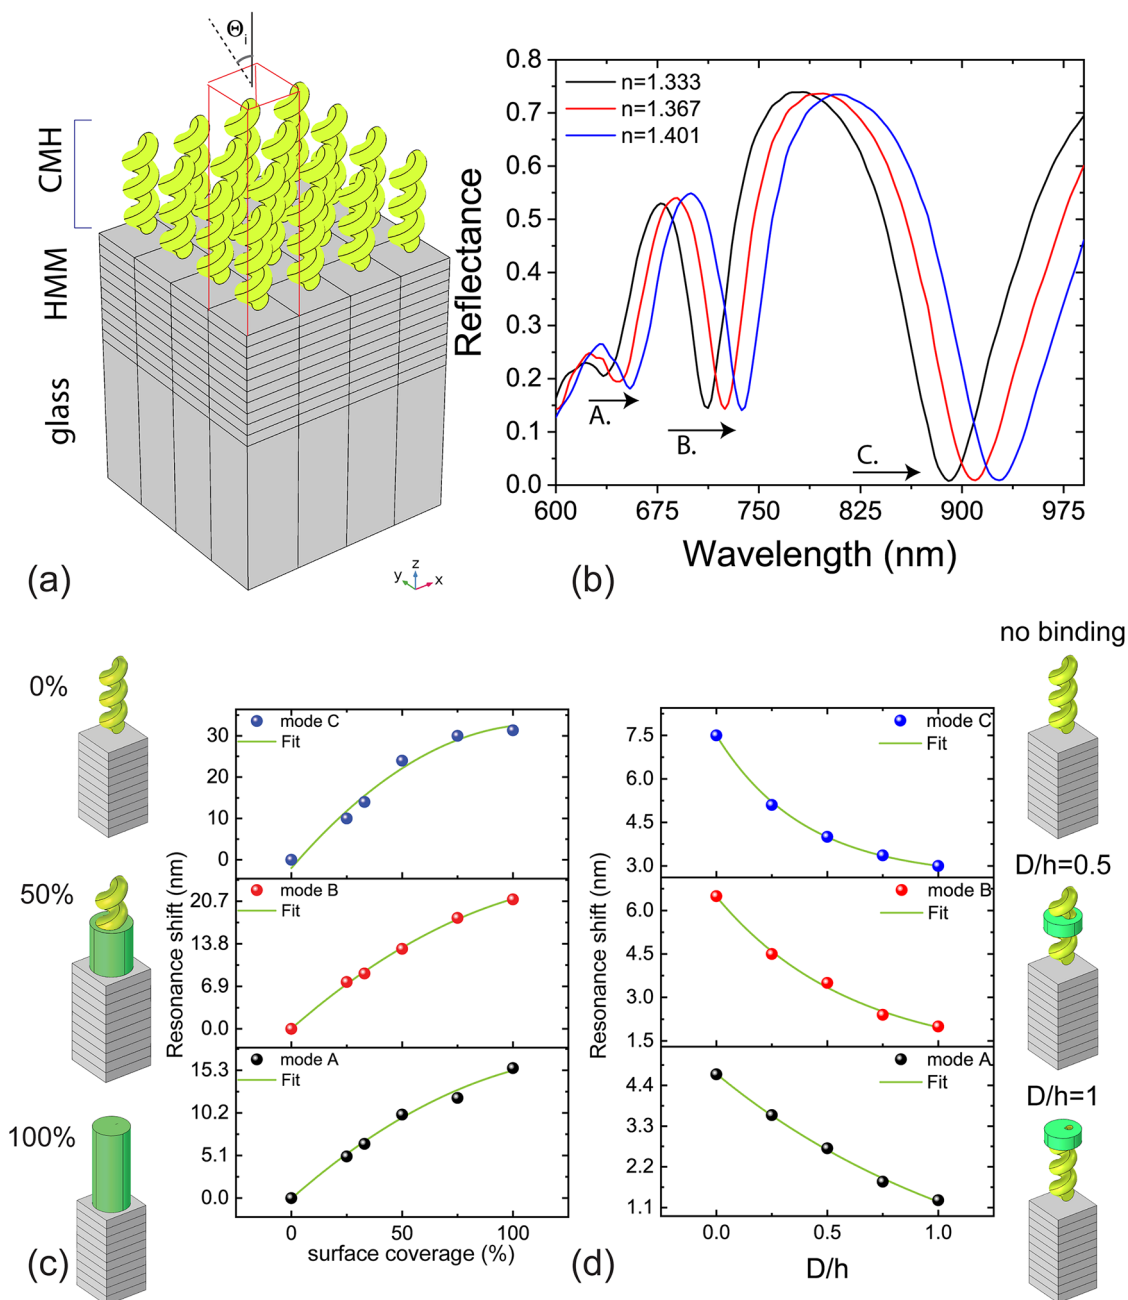 Θi
CMH
HMM
glass
z
y
x
(a)
n=1.333
n=1.367
n=1.401
Reflectance
0.8
0.7
0.6
0.5
0.4
0.3
0.2
0.1
0.0
A.
B.
C.
600 675 750 825 900 975
Wavelength (nm)
(b)
0%
50%
100%
Resonance shift (nm)
mode C
Fit
30
20
10
0
mode B
Fit
20.7
13.8
6.9
0.0
mode A
Fit
15.3
10.2
5.1
0.0
0 50 100
surface coverage (%)
(c)
Resonance shift (nm)
mode C
Fit
7.5
6.0
4.5
3.0
mode B
Fit
6.0
4.5
3.0
1.5
mode A
Fit
4.4
3.3
2.2
1.1
0.0 0.5 1.0
D/h
(d)
no binding
D/h=0.5
D/h=1